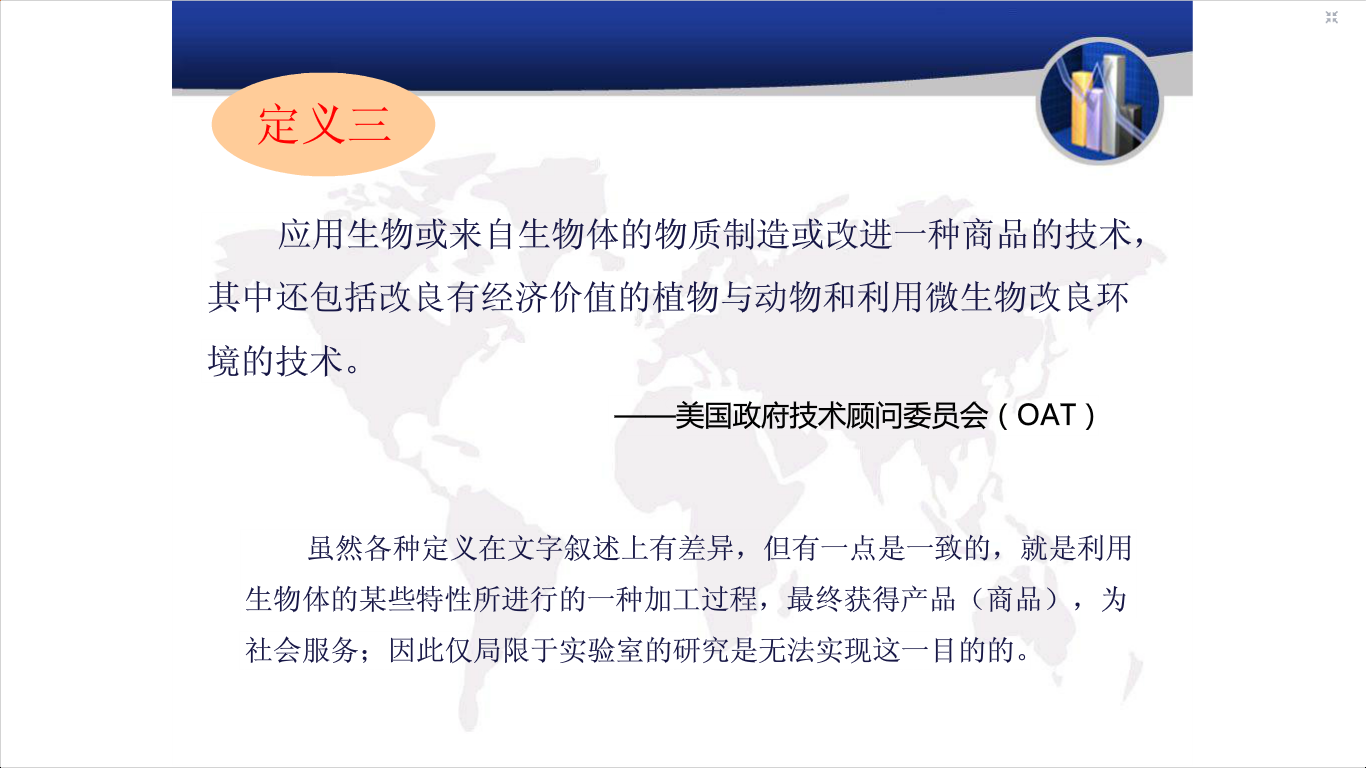 定义三
应用生物或来自生物体的物质制造或改进一种商品的技术，
其中还包括改良有经济价值的植物与动物和利用微生物改良环
境的技术。
——美国政府技术顾问委员会（OAT）
虽然各种定义在文字叙述上有差异，但有一点是一致的，就是利用
生物体的某些特性所进行的一种加工过程，最终获得产品（商品），为
社会服务；因此仅局限于实验室的研究是无法实现这一目的的。